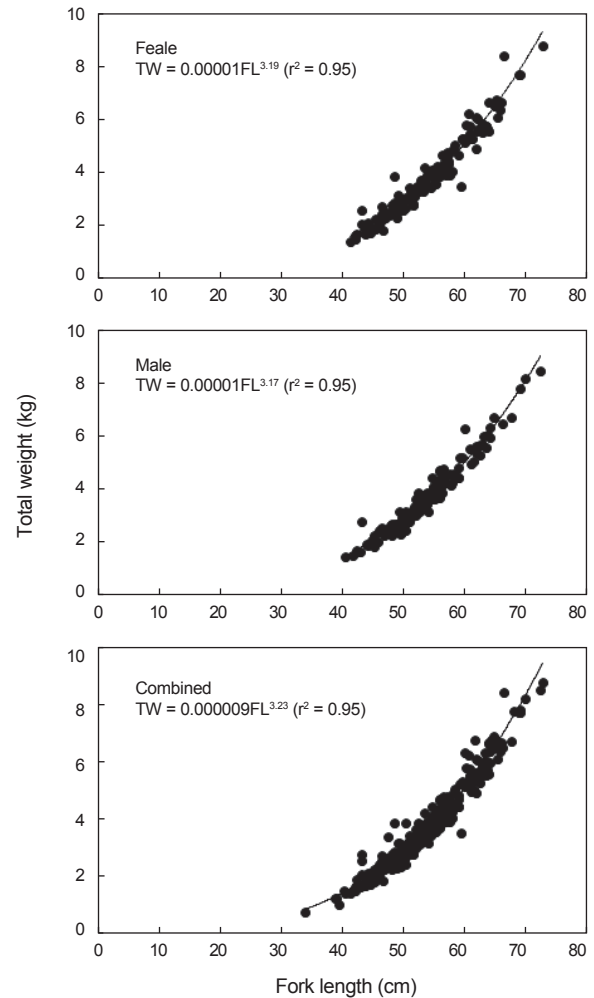 Total weight (kg)
10
8
6
4
2
0
Feale
TW = 0.00001FL³·¹⁹ (r² = 0.95)
0 10 20 30 40 50 60 70 80
10
8
6
4
2
0
Male
TW = 0.00001FL³·¹⁷ (r² = 0.95)
0 10 20 30 40 50 60 70 80
10
8
6
4
2
0
Combined
TW = 0.000009FL³·²³ (r² = 0.95)
0 10 20 30 40 50 60 70 80
Fork length (cm)